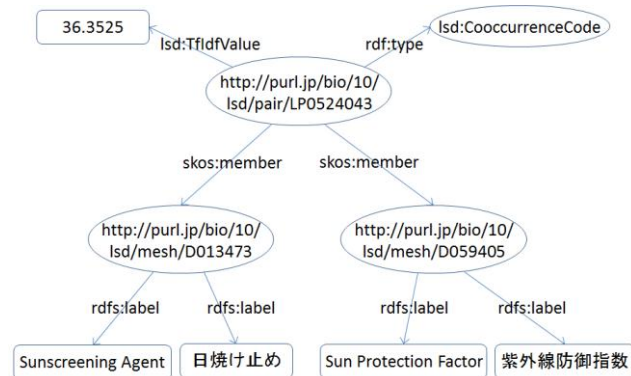 36.3525
lsd:TfIdfValue
rdf:type
lsd:CooccurrenceCode
http://purl.jp/bio/10/
lsd/pair/LP0524043
skos:member
skos:member
http://purl.jp/bio/10/
lsd/mesh/D013473
http://purl.jp/bio/10/
lsd/mesh/D059405
rdfs:label
rdfs:label
rdfs:label
rdfs:label
Sunscreening Agent
日焼け止め
Sun Protection Factor
紫外線防御指数